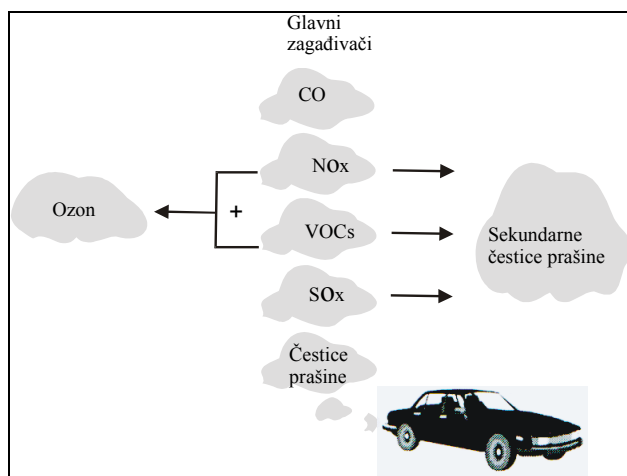 Glavni
zagađivači
CO
NOx
Ozon
+
VOCs
Sekundarne
čestice prašine
SOx
Čestice
prašine